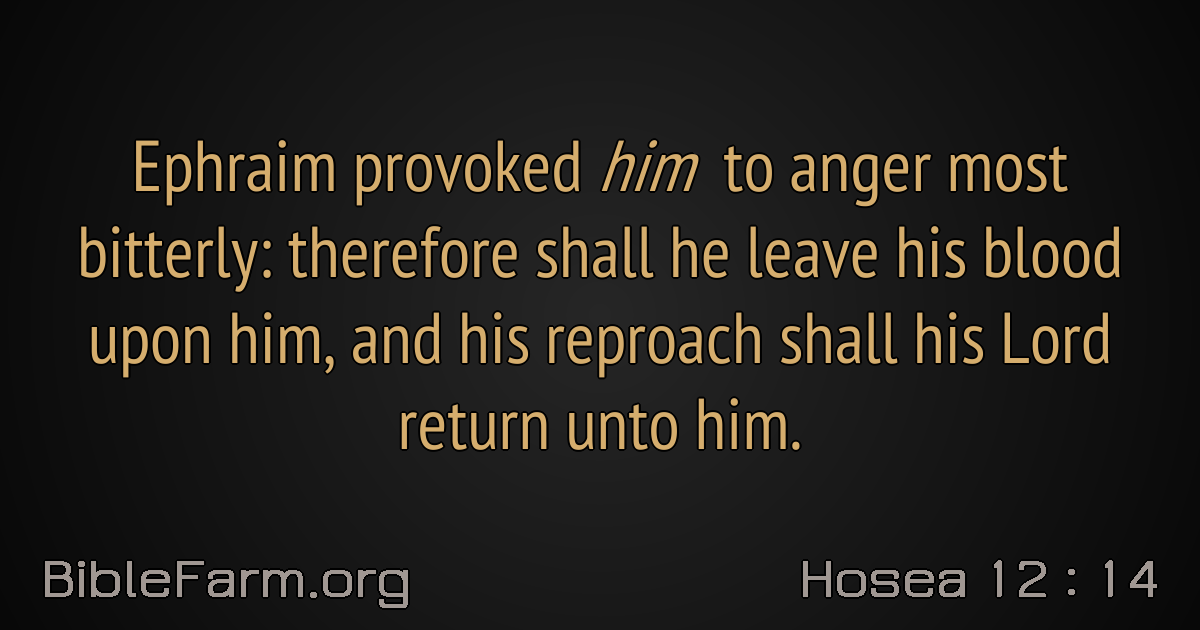 Ephraim provoked him to anger most
bitterly: therefore shall he leave his blood
upon him, and his reproach shall his Lord
return unto him.
BibleFarm.org
Hosea 12 : 14